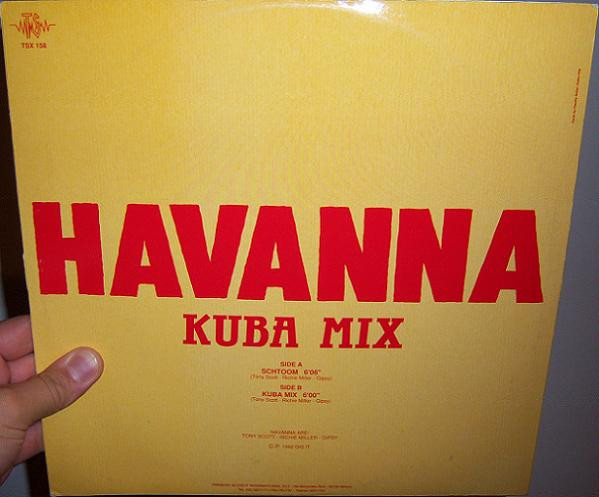 TSX 158
HAVANNA
KUBA MIX
SIDE A
SCHTOOM 6'06"
(Tony Scott - Richie Miller - Gipsy)
SIDE B
KUBA MIX 6'00"
(Tony Scott - Richie Miller - Gipsy)
HAVANNA ARE:
TONY SCOTT - RICHIE MILLER - GIPSY